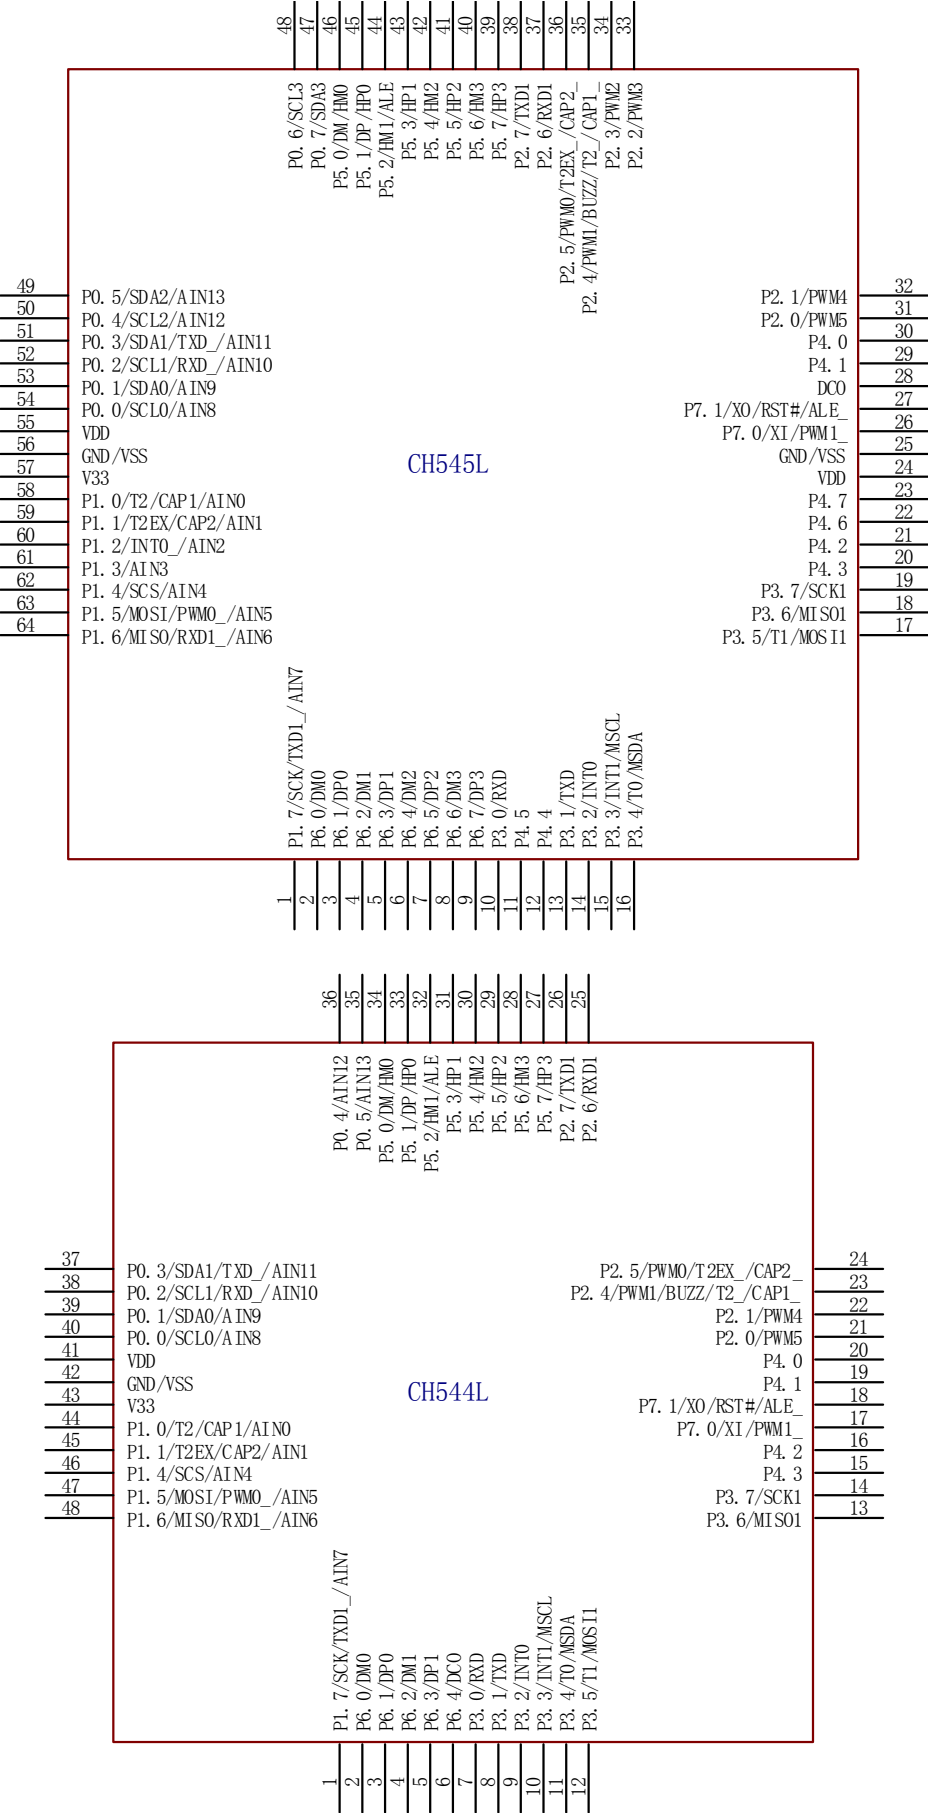 48 47 46 45 44 43 42 41 40 39 38 37 36 35 34 33
P0.6/SCL3
P0.7/SDA3
P5.0/DM/HM0
P5.1/DP/HP0
P5.2/HM1/ALE
P5.3/HP1
P5.4/HM2
P5.5/HP2
P5.6/HM3
P5.7/HP3
P2.7/TXD1
P2.6/RXD1
P2.5/PWM0/T2EX_/CAP2_
P2.4/PWM1/BUZZ/T2_/CAP1_
P2.3/PWM2
P2.2/PWM3
49 P0.5/SDA2/AIN13
50 P0.4/SCL2/AIN12
51 P0.3/SDA1/TXD_/AIN11
52 P0.2/SCL1/RXD_/AIN10
53 P0.1/SDA0/AIN9
54 P0.0/SCL0/AIN8
55 VDD
56 GND/VSS
57 V33
58 P1.0/T2/CAP1/AIN0
59 P1.1/T2EX/CAP2/AIN1
60 P1.2/INT0_/AIN2
61 P1.3/AIN3
62 P1.4/SCS/AIN4
63 P1.5/MOSI/PWM0_/AIN5
64 P1.6/MISO/RXD1_/AIN6
CH545L
P2.1/PWM4 32
P2.0/PWM5 31
P4.0 30
P4.1 29
DCO 28
P7.1/XO/RST#/ALE_ 27
P7.0/XI/PWM1_ 26
GND/VSS 25
VDD 24
P4.7 23
P4.6 22
P4.2 21
P4.3 20
P3.7/SCK1 19
P3.6/MISO1 18
P3.5/T1/MOSI1 17
P1.7/SCK/TXD1_/AIN7
P6.0/DM0
P6.1/DP0
P6.2/DM1
P6.3/DP1
P6.4/DM2
P6.5/DP2
P6.6/DM3
P6.7/DP3
P3.0/RXD
P4.5
P4.4
P3.1/TXD
P3.2/INT0
P3.3/INT1/MSCL
P3.4/T0/MSDA
1 2 3 4 5 6 7 8 9 10 11 12 13 14 15 16
36 35 34 33 32 31 30 29 28 27 26 25
P0.4/AIN12
P0.5/AIN13
P5.0/DM/HM0
P5.1/DP/HP0
P5.2/HM1/ALE
P5.3/HP1
P5.4/HM2
P5.5/HP2
P5.6/HM3
P5.7/HP3
P2.7/TXD1
P2.6/RXD1
37 P0.3/SDA1/TXD_/AIN11
38 P0.2/SCL1/RXD_/AIN10
39 P0.1/SDA0/AIN9
40 P0.0/SCL0/AIN8
41 VDD
42 GND/VSS
43 V33
44 P1.0/T2/CAP1/AIN0
45 P1.1/T2EX/CAP2/AIN1
46 P1.4/SCS/AIN4
47 P1.5/MOSI/PWM0_/AIN5
48 P1.6/MISO/RXD1_/AIN6
CH544L
P2.5/PWM0/T2EX_/CAP2_ 24
P2.4/PWM1/BUZZ/T2_/CAP1_ 23
P2.1/PWM4 22
P2.0/PWM5 21
P4.0 20
P4.1 19
P7.1/XO/RST#/ALE_ 18
P7.0/XI/PWM1_ 17
P4.2 16
P4.3 15
P3.7/SCK1 14
P3.6/MISO1 13
P1.7/SCK/TXD1_/AIN7
P6.0/DM0
P6.1/DP0
P6.2/DM1
P6.3/DP1
P6.4/DCO
P3.0/RXD
P3.1/TXD
P3.2/INT0
P3.3/INT1/MSCL
P3.4/T0/MSDA
P3.5/T1/MOSI1
1 2 3 4 5 6 7 8 9 10 11 12